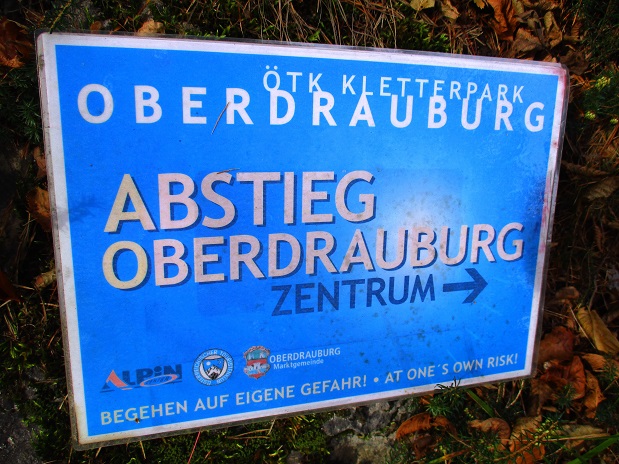 ÖTK KLETTERPARK
OBERDRAUBURG
ABSTIEG
OBERDRAUBURG
ZENTRUM →
ALPIN
OBERDRAUBURG
Marktgemeinde
BEGEHEN AUF EIGENE GEFAHR! • AT ONE´S OWN RISK!